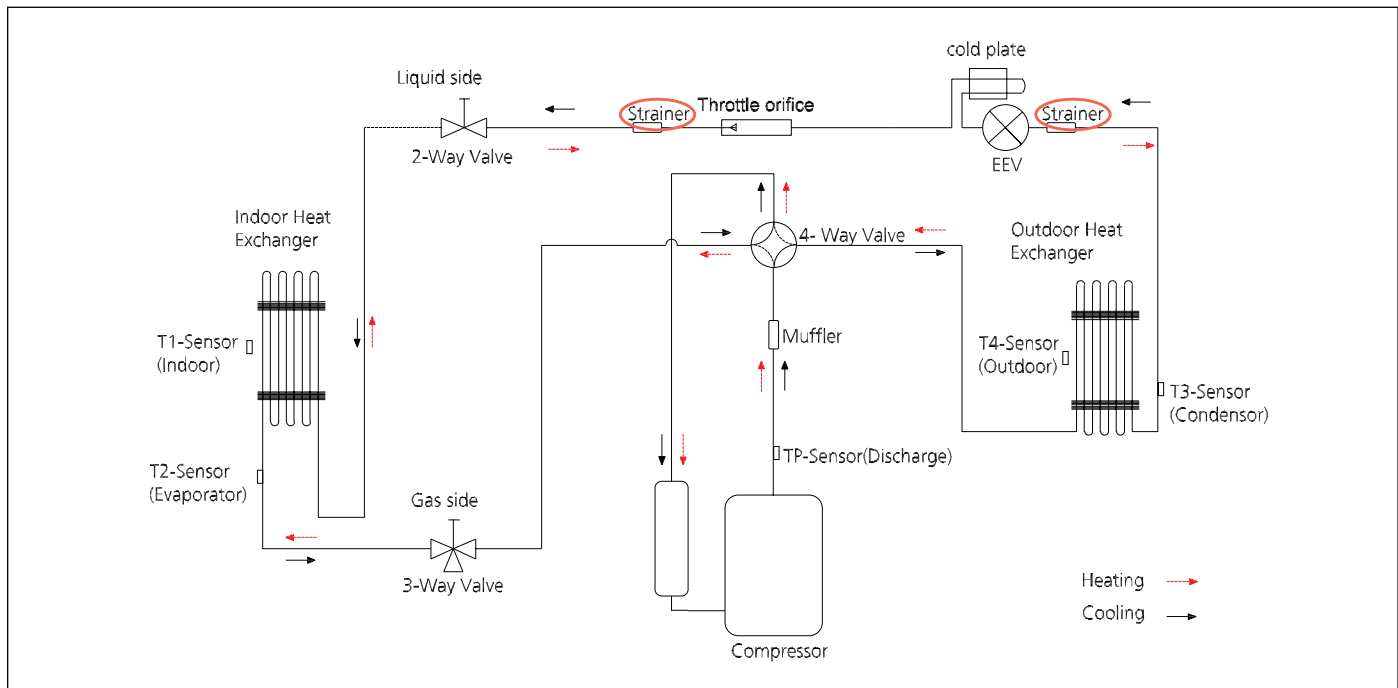 cold plate
Liquid side
Strainer
Throttle orifice
Strainer
2-Way Valve
EEV
Indoor Heat
Exchanger
4- Way Valve
Outdoor Heat
Exchanger
T1-Sensor
(Indoor)
Muffler
T4-Sensor
(Outdoor)
T3-Sensor
(Condensor)
T2-Sensor
(Evaporator)
TP-Sensor(Discharge)
Gas side
3-Way Valve
Heating
Cooling
Compressor